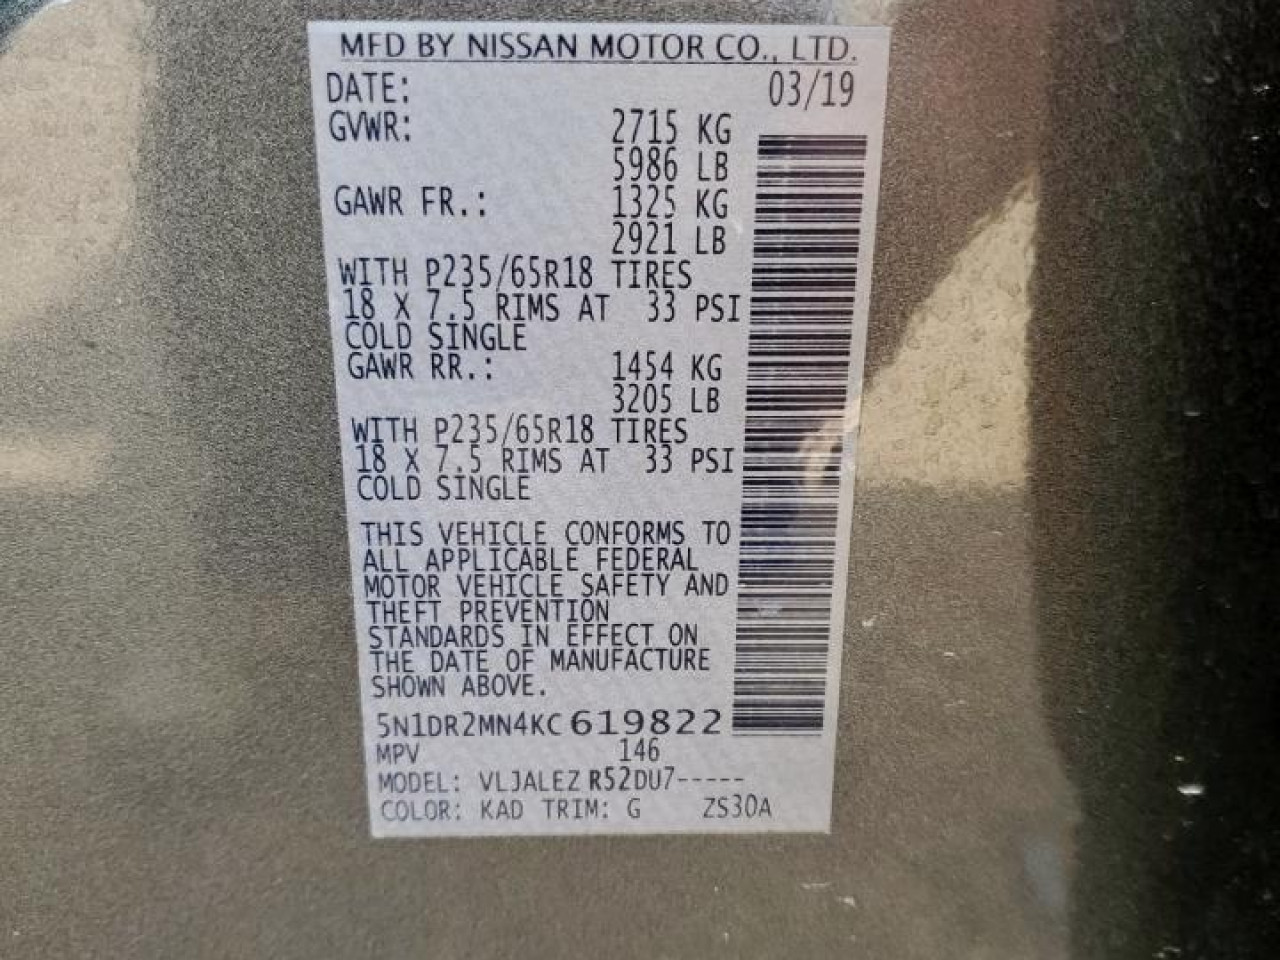 MFD BY NISSAN MOTOR CO., LTD.
DATE: 03/19
GVWR: 2715 KG
5986 LB
GAWR FR.: 1325 KG
2921 LB
WITH P235/65R18 TIRES
18 X 7.5 RIMS AT 33 PSI
COLD SINGLE
GAWR RR.: 1454 KG
3205 LB
WITH P235/65R18 TIRES
18 X 7.5 RIMS AT 33 PSI
COLD SINGLE
THIS VEHICLE CONFORMS TO
ALL APPLICABLE FEDERAL
MOTOR VEHICLE SAFETY AND
THEFT PREVENTION
STANDARDS IN EFFECT ON
THE DATE OF MANUFACTURE
SHOWN ABOVE.
5N1DR2MN4KC619822
MPV 146
MODEL: VLJALEZ R52DU7-----
COLOR: KAD TRIM: G ZS30A